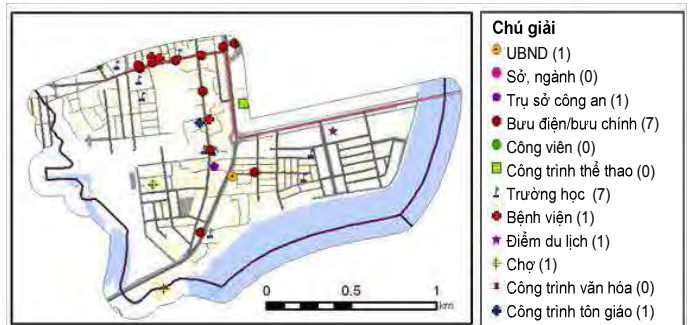 Chú giải
UBND (1)
Sở, ngành (0)
Trụ sở công an (1)
Bưu điện/bưu chính (7)
Công viên (0)
Công trình thể thao (0)
Trường học (7)
Bệnh viện (1)
Điểm du lịch (1)
Chợ (1)
Công trình văn hóa (0)
Công trình tôn giáo (1)
0 0.5 1
km